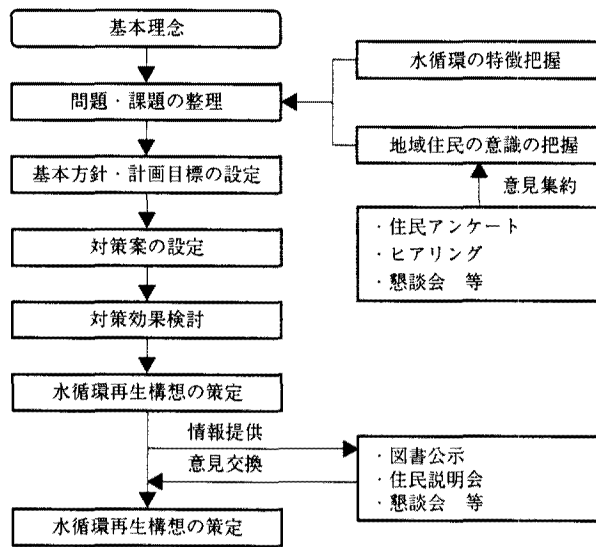 基本理念
水循環の特徴把握
問題・課題の整理
地域住民の意識の把握
基本方針・計画目標の設定
意見集約
・住民アンケート
・ヒアリング
・懇談会 等
対策案の設定
対策効果検討
水循環再生構想の策定
情報提供
意見交換
・図書公示
・住民説明会
・懇談会 等
水循環再生構想の策定